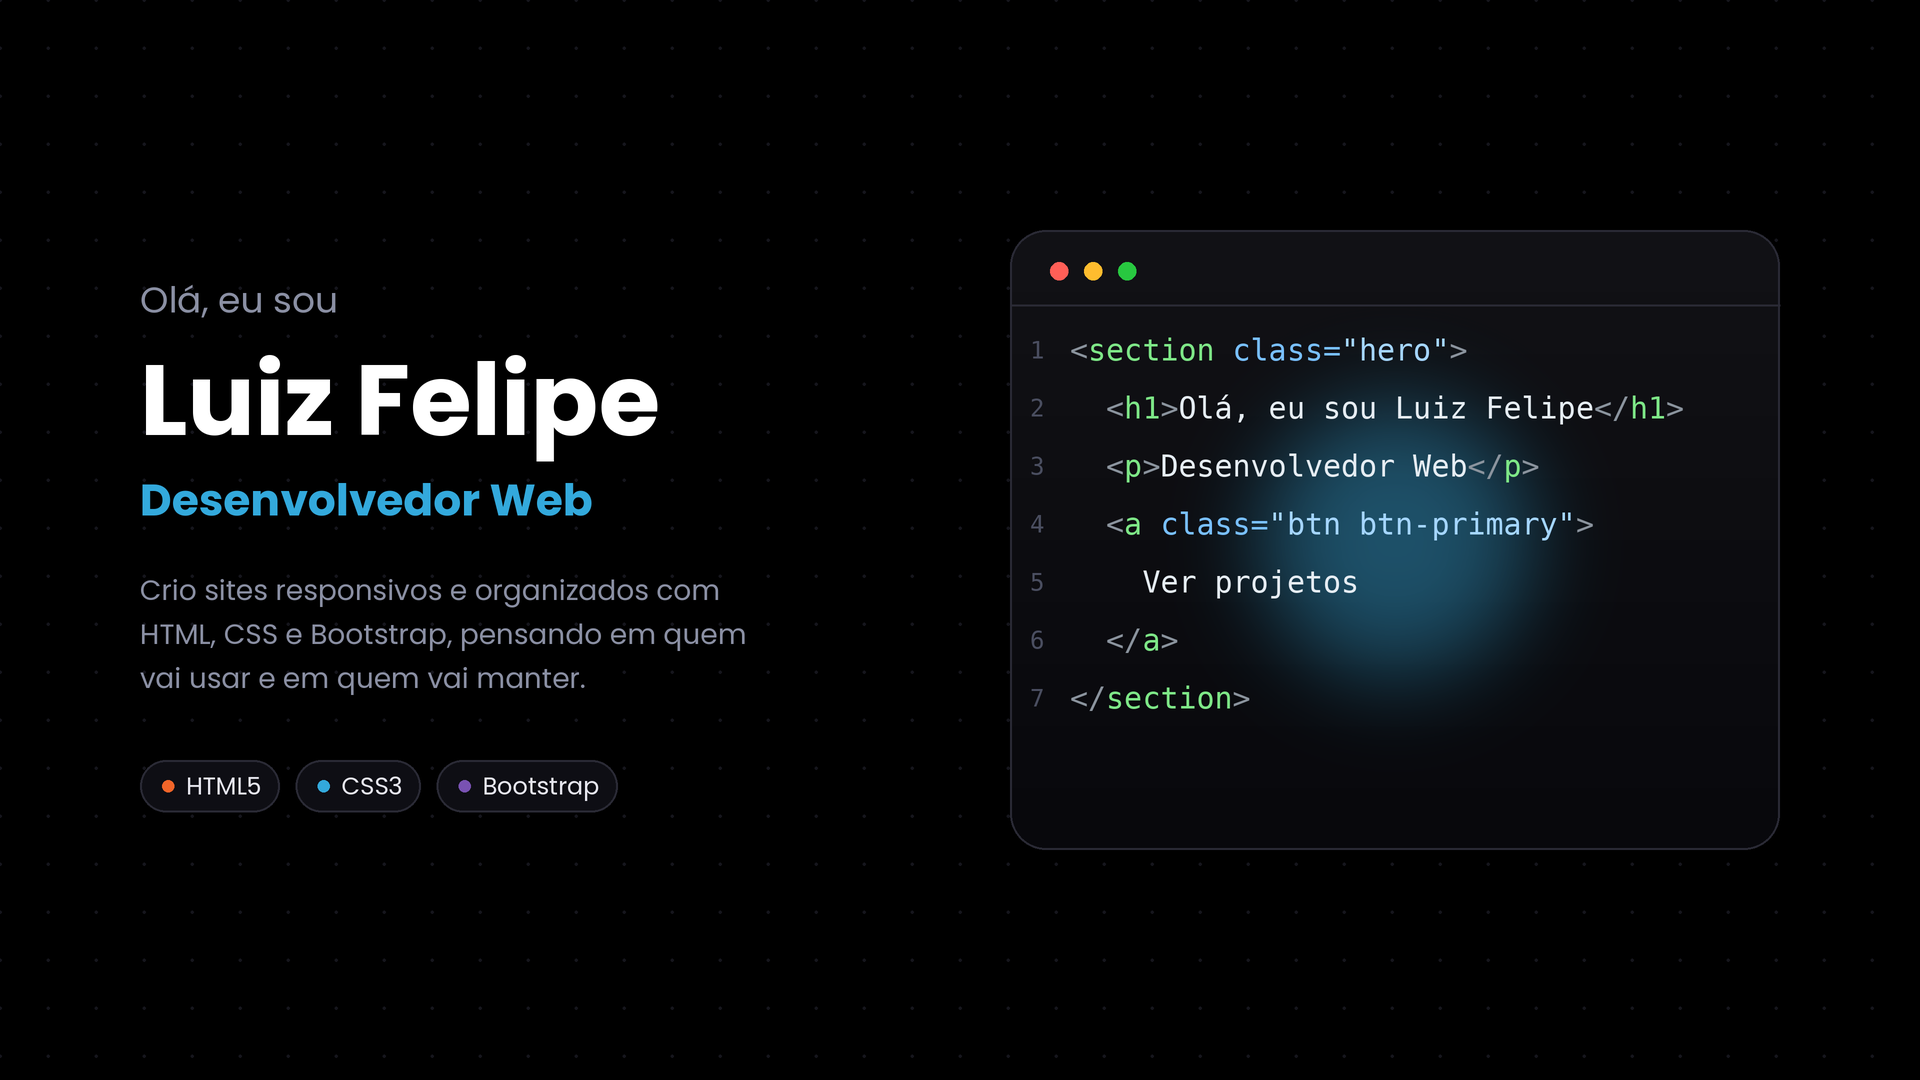 Olá, eu sou
Luiz Felipe
Desenvolvedor Web
Crio sites responsivos e organizados com
HTML, CSS e Bootstrap, pensando em quem
vai usar e em quem vai manter.
HTML5 CSS3 Bootstrap
1 <section class="hero">
2   <h1>Olá, eu sou Luiz Felipe</h1>
3   <p>Desenvolvedor Web</p>
4   <a class="btn btn-primary">
5     Ver projetos
6   </a>
7 </section>